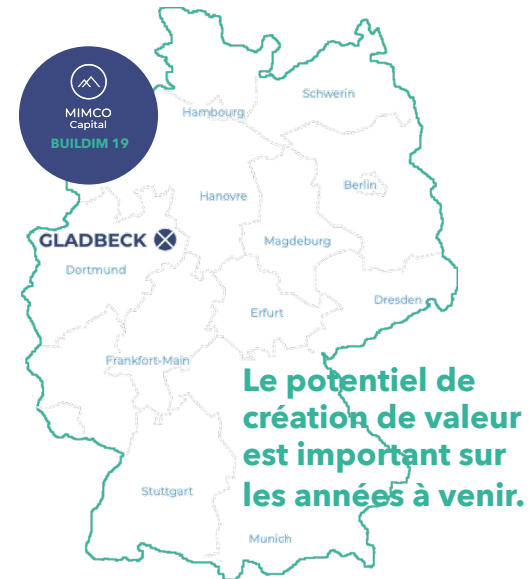 MIMCO
Capital
BUILDIM 19
Schwerin
Hambourg
Berlin
Hanovre
GLADBECK
Magdeburg
Dortmund
Dresden
Erfurt
Frankfort-Main
Le potentiel de
création de valeur
est important sur
les années à venir.
Stuttgart
Munich